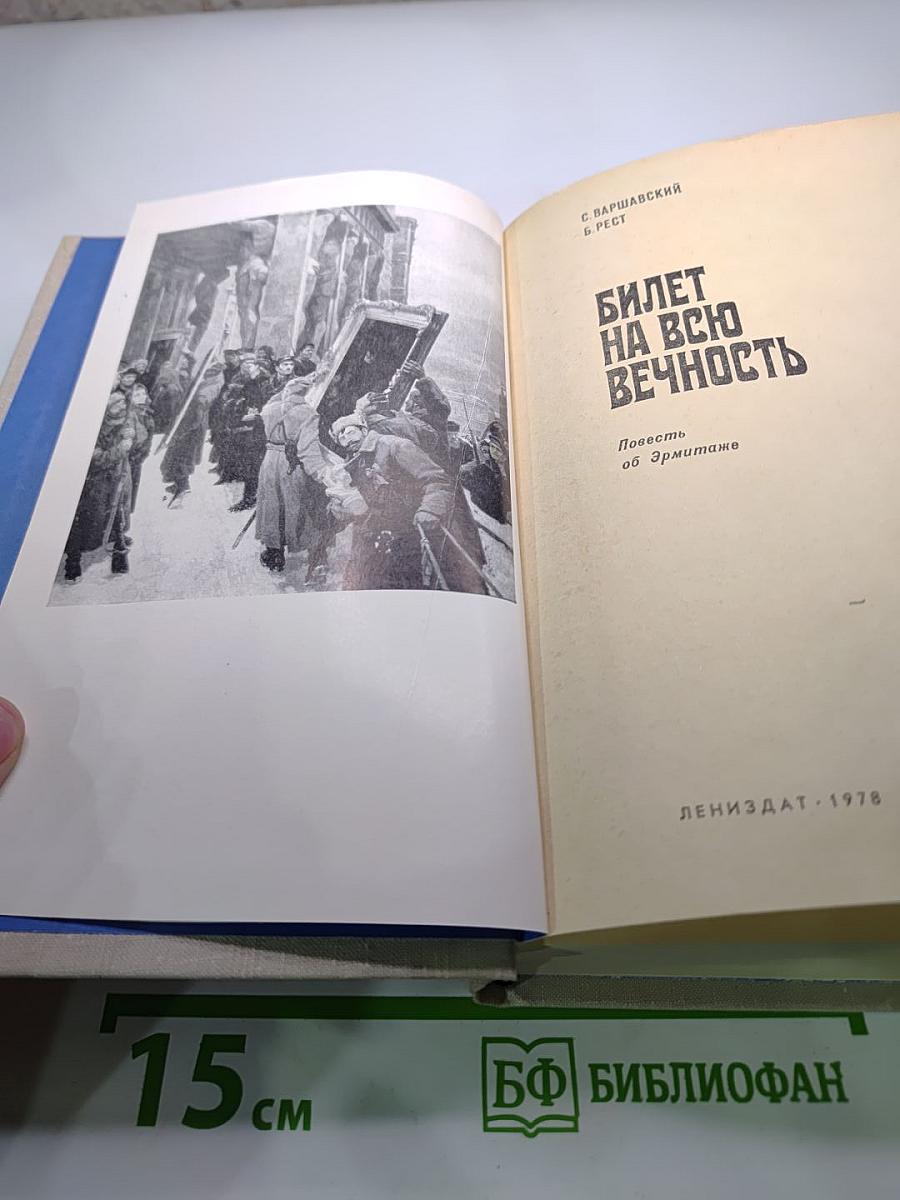 С. ВАРШАВСКИЙ
Б. РЕСТ
БИЛЕТ
НА ВСЮ
ВЕЧНОСТЬ
Повесть
об Эрмитаже
ЛЕНИЗДАТ · 1978
15 см
БФ БИБЛИОФАН